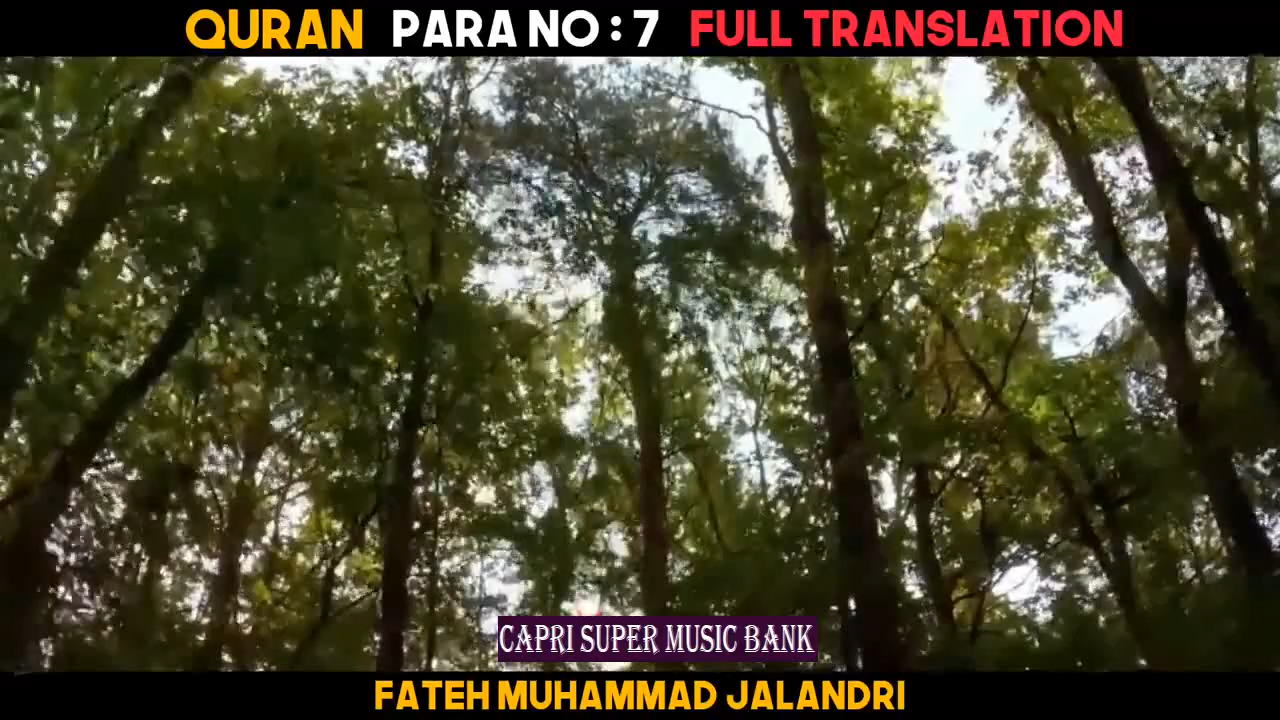 QURAN PARA NO : 7 FULL TRANSLATION
CAPRI SUPER MUSIC BANK
FATEH MUHAMMAD JALANDRI